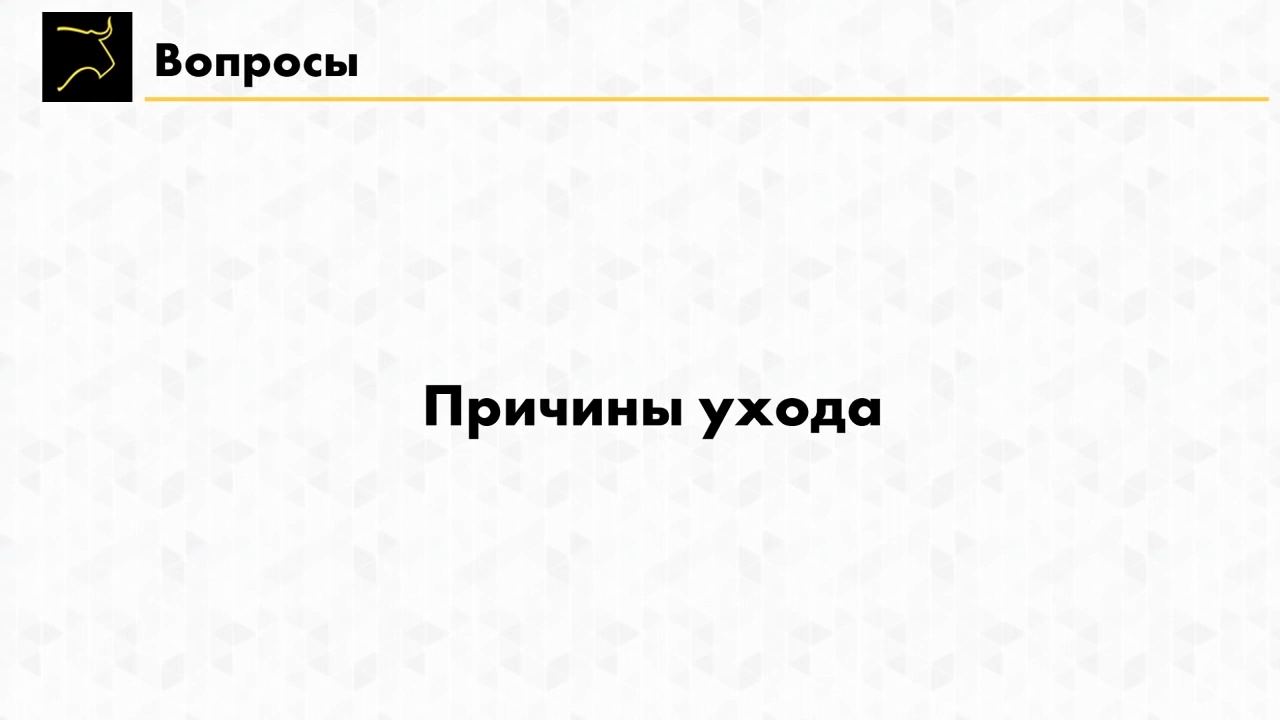 Вопросы
Причины ухода